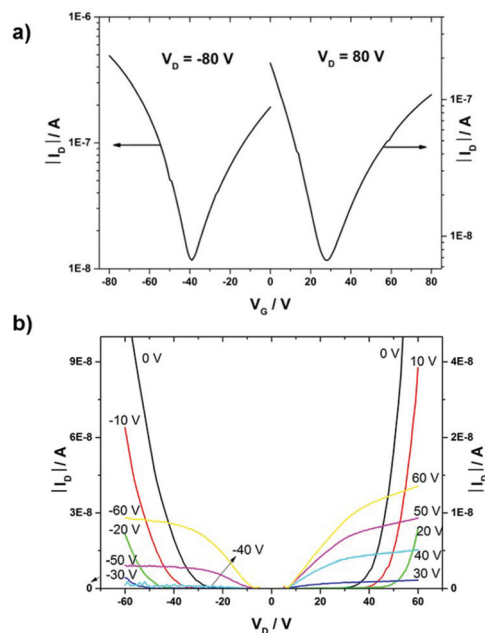 a)
1E-6
1E-7
1E-8
|I_D| / A
V_D = -80 V
V_D = 80 V
1E-7
1E-8
|I_D| / A
-80 -60 -40 -20 0 20 40 60 80
V_G / V
b)
9E-8
6E-8
3E-8
0
|I_D| / A
0 V
-10 V
-60 V
-20 V
-50 V
-30 V
-40 V
0 V
10 V
60 V
50 V
20 V
40 V
30 V
4E-8
2E-8
0
|I_D| / A
-60 -40 -20 0 20 40 60
V_D / V